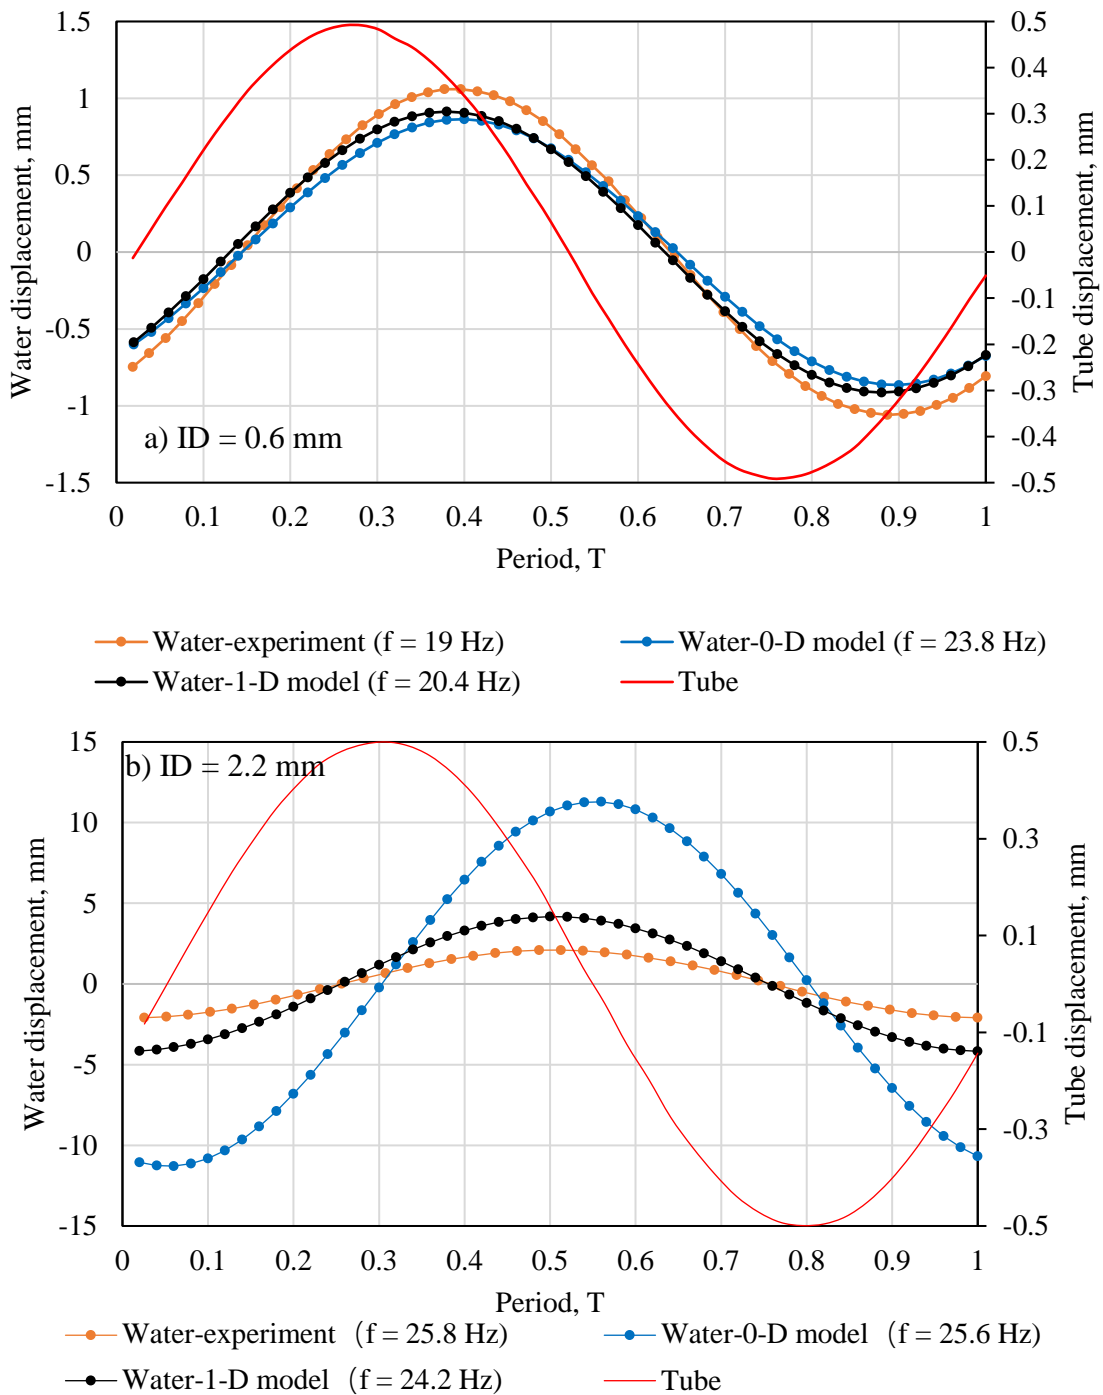 1.5
1
0.5
0
-0.5
-1
-1.5
Water displacement, mm
0.5
0.4
0.3
0.2
0.1
0
-0.1
-0.2
-0.3
-0.4
-0.5
Tube displacement, mm
a) ID = 0.6 mm
0 0.1 0.2 0.3 0.4 0.5 0.6 0.7 0.8 0.9 1
Period, T
Water-experiment (f = 19 Hz) Water-0-D model (f = 23.8 Hz)
Water-1-D model (f = 20.4 Hz) Tube
15
10
5
0
-5
-10
-15
Water displacement, mm
0.5
0.3
0.1
-0.1
-0.3
-0.5
Tube displacement, mm
b) ID = 2.2 mm
0 0.1 0.2 0.3 0.4 0.5 0.6 0.7 0.8 0.9 1
Period, T
Water-experiment （f = 25.8 Hz) Water-0-D model （f = 25.6 Hz)
Water-1-D model （f = 24.2 Hz) Tube